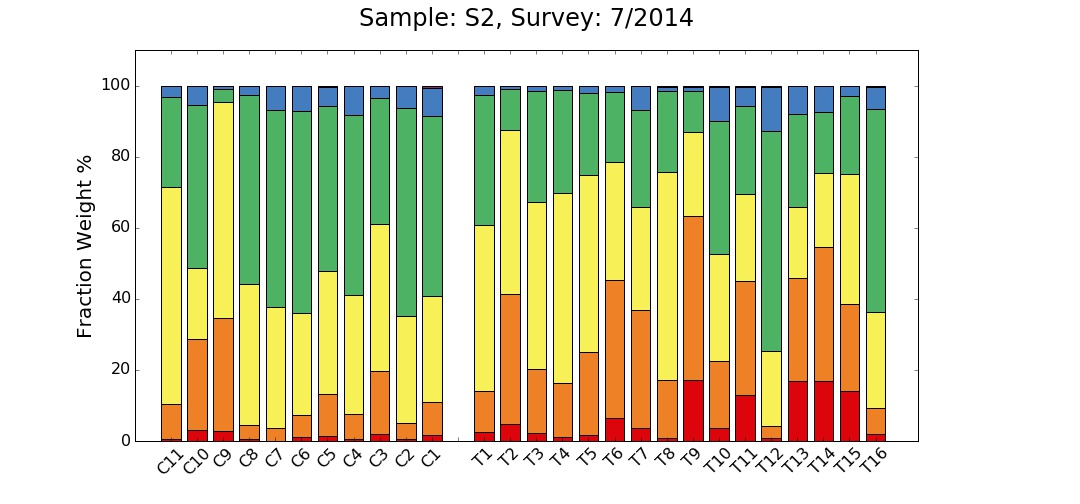 Sample: S2, Survey: 7/2014
Fraction Weight %
100
80
60
40
20
0
C11 C10 C9 C8 C7 C6 C5 C4 C3 C2 C1 T1 T2 T3 T4 T5 T6 T7 T8 T9 T10 T11 T12 T13 T14 T15 T16